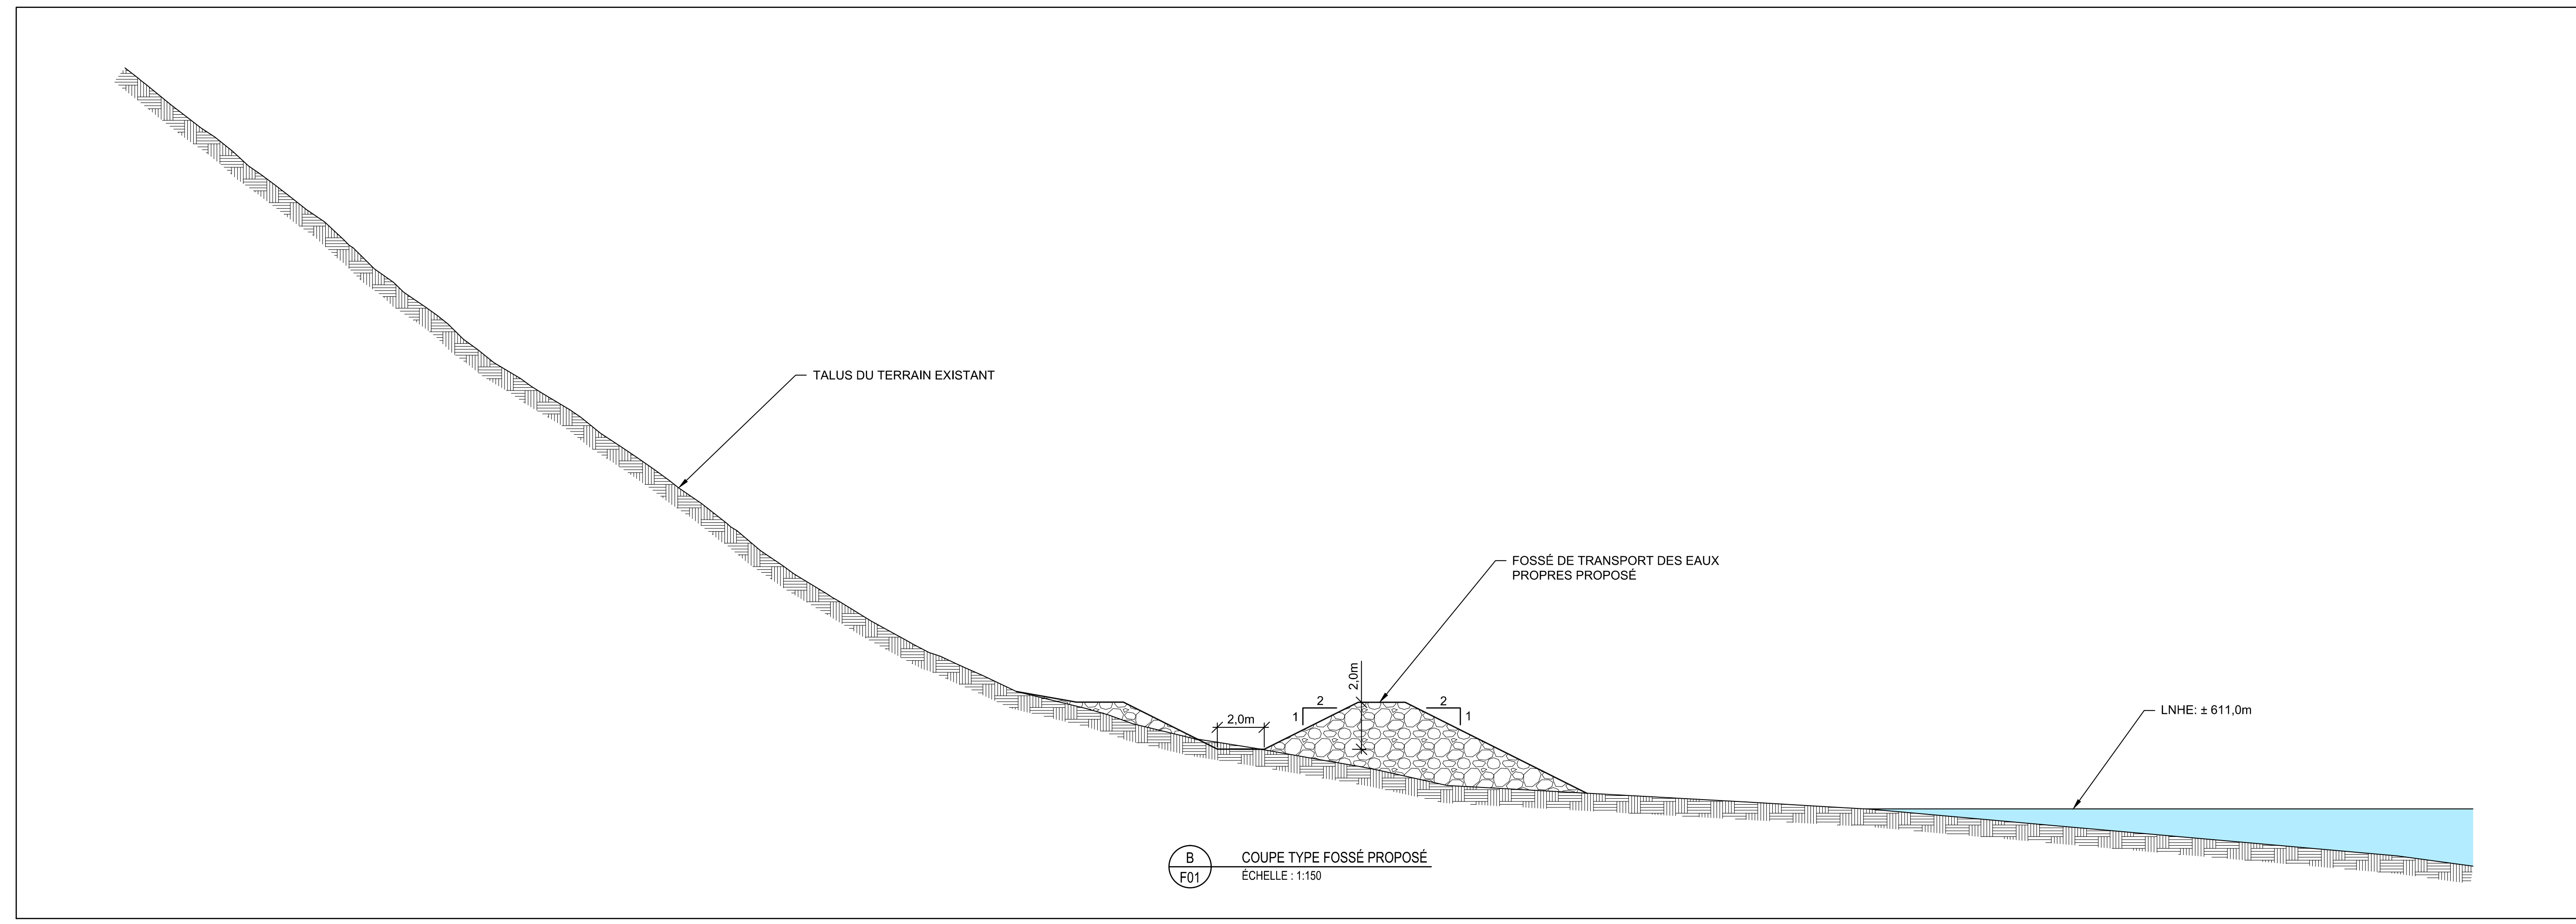 TALUS DU TERRAIN EXISTANT
FOSSÉ DE TRANSPORT DES EAUX
PROPRES PROPOSÉ
2,0m
2
1
2
1
2,0m
LNHE: ± 611,0m
B
F01
COUPE TYPE FOSSÉ PROPOSÉ
ÉCHELLE : 1:150